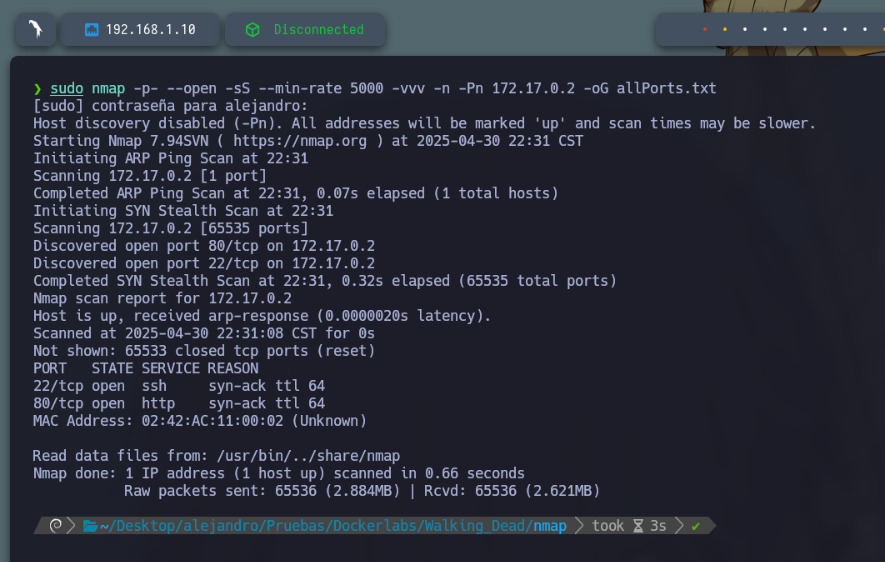 192.168.1.10 Disconnected
❯ sudo nmap -p- --open -sS --min-rate 5000 -vvv -n -Pn 172.17.0.2 -oG allPorts.txt
[sudo] contraseña para alejandro:
Host discovery disabled (-Pn). All addresses will be marked 'up' and scan times may be slower.
Starting Nmap 7.94SVN ( https://nmap.org ) at 2025-04-30 22:31 CST
Initiating ARP Ping Scan at 22:31
Scanning 172.17.0.2 [1 port]
Completed ARP Ping Scan at 22:31, 0.07s elapsed (1 total hosts)
Initiating SYN Stealth Scan at 22:31
Scanning 172.17.0.2 [65535 ports]
Discovered open port 80/tcp on 172.17.0.2
Discovered open port 22/tcp on 172.17.0.2
Completed SYN Stealth Scan at 22:31, 0.32s elapsed (65535 total ports)
Nmap scan report for 172.17.0.2
Host is up, received arp-response (0.0000020s latency).
Scanned at 2025-04-30 22:31:08 CST for 0s
Not shown: 65533 closed tcp ports (reset)
PORT   STATE SERVICE REASON
22/tcp open  ssh     syn-ack ttl 64
80/tcp open  http    syn-ack ttl 64
MAC Address: 02:42:AC:11:00:02 (Unknown)
Read data files from: /usr/bin/../share/nmap
Nmap done: 1 IP address (1 host up) scanned in 0.66 seconds
Raw packets sent: 65536 (2.884MB) | Rcvd: 65536 (2.621MB)
~/Desktop/alejandro/Pruebas/Dockerlabs/Walking_Dead/nmap took 3s ✔